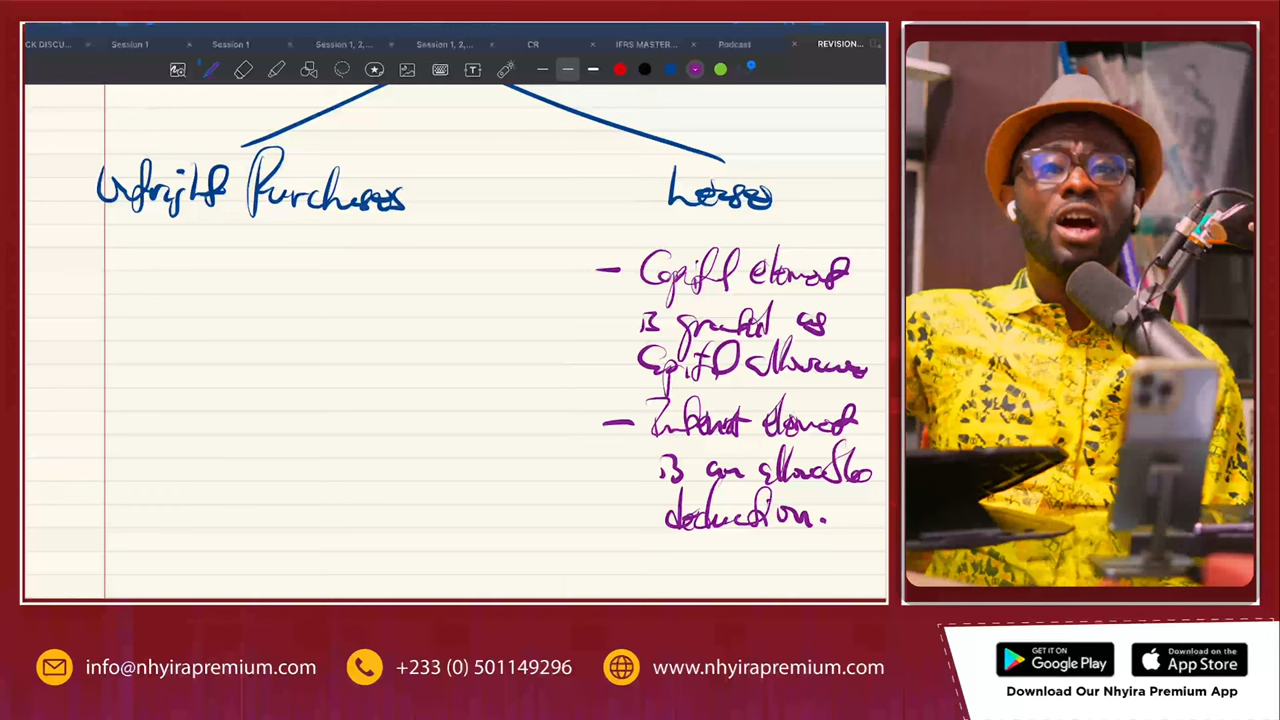 CK DISCU...
Session 1
Session 1
Session 1, 2,...
Session 1, 2,...
CR
IFRS MASTER...
Podcast
REVISION...
Outright Purchases
Leases
- Capital element
is granted as
Capital allowance
- Interest element
is an allowable
deduction.
info@nhyirapremium.com
+233 (0) 501149296
www.nhyirapremium.com
GET IT ON
Google Play
Download on the
App Store
Download Our Nhyira Premium App